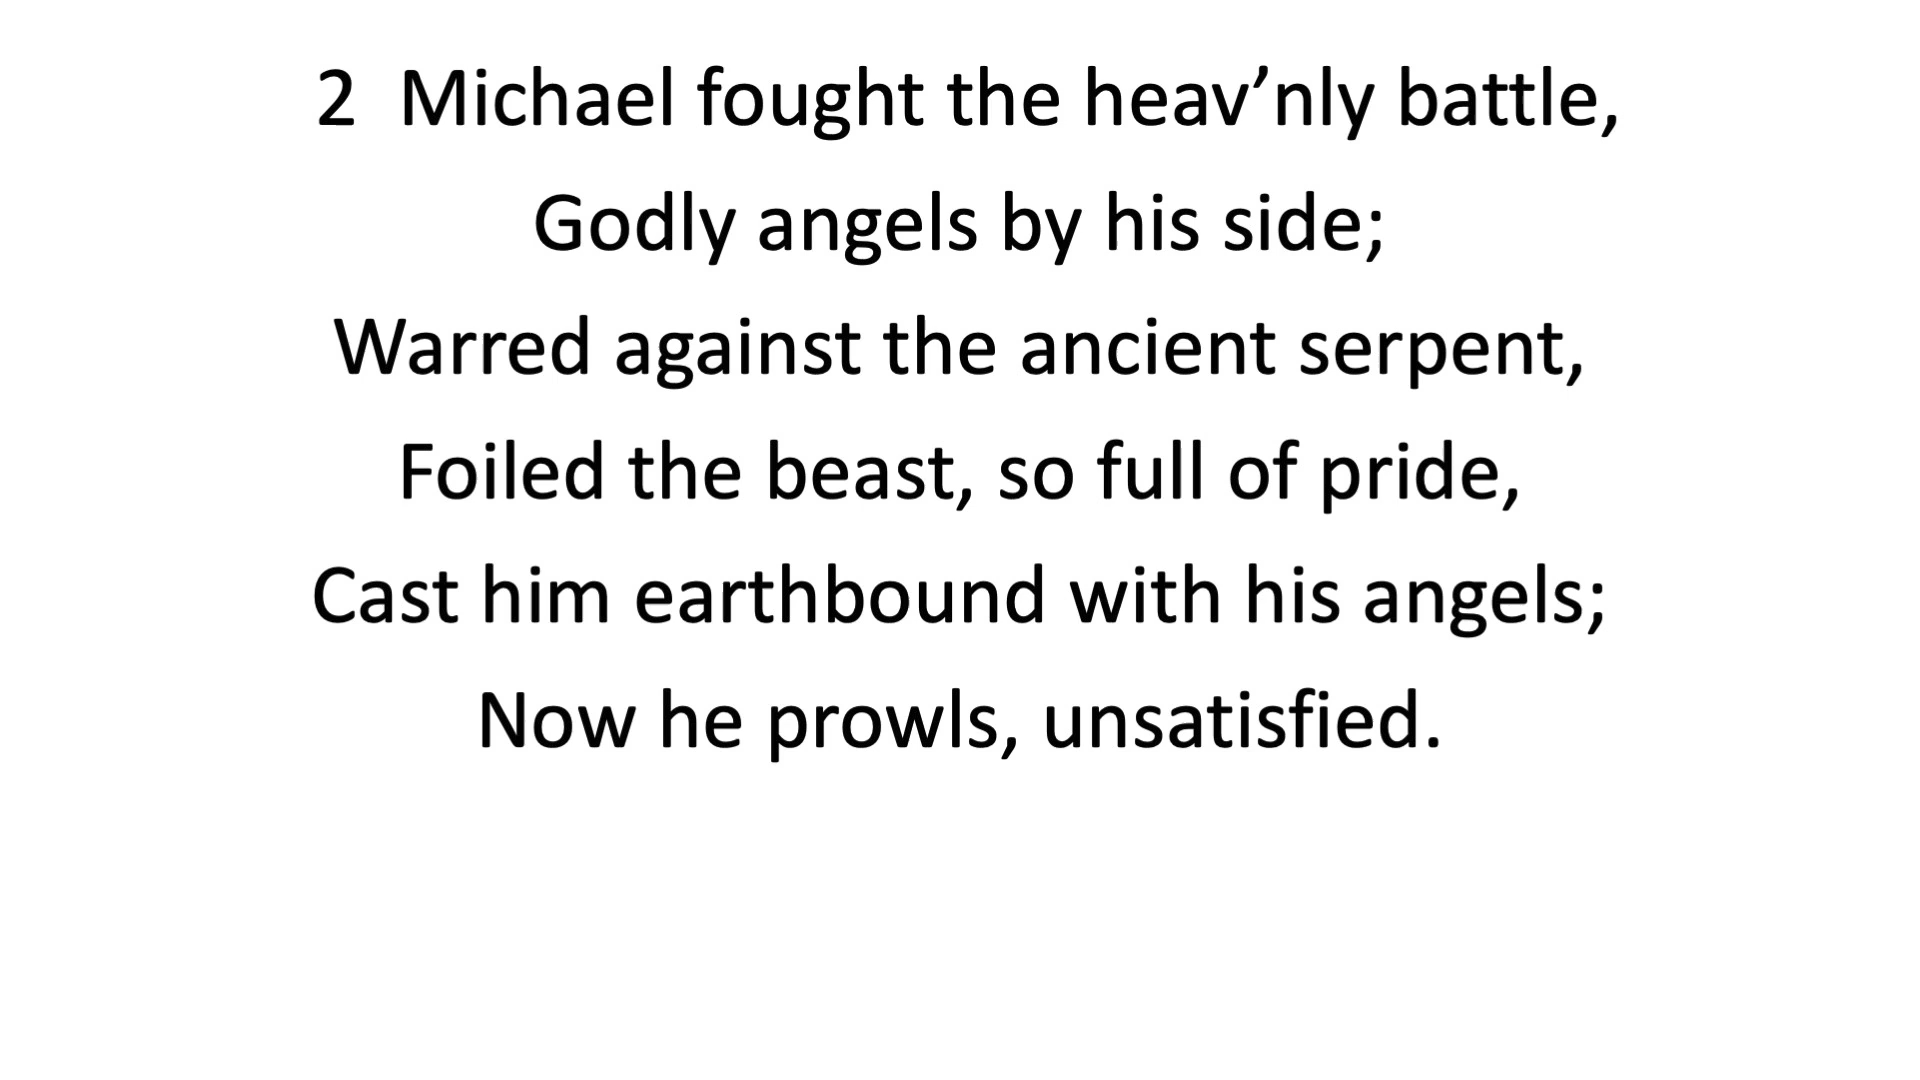 2  Michael fought the heav’nly battle,
Godly angels by his side;
Warred against the ancient serpent,
Foiled the beast, so full of pride,
Cast him earthbound with his angels;
Now he prowls, unsatisfied.